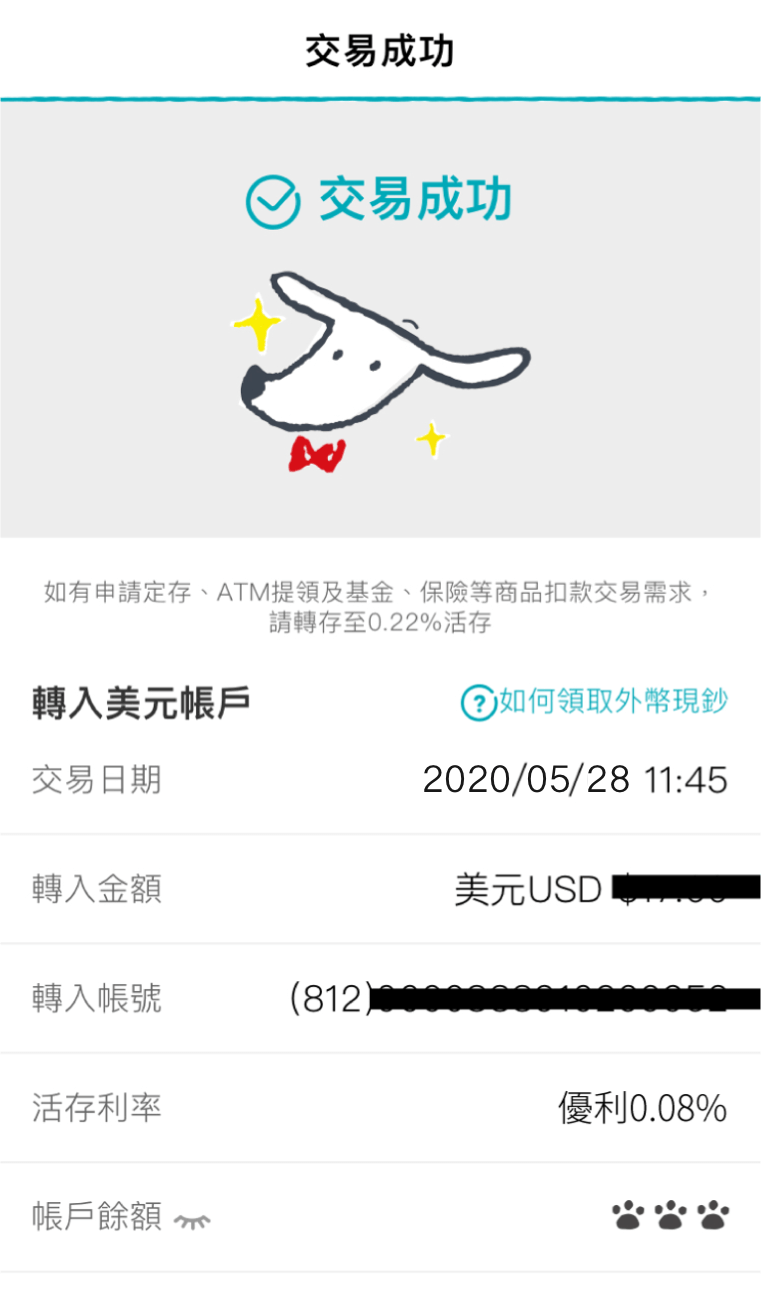 交易成功
交易成功
如有申請定存、ATM提領及基金、保險等商品扣款交易需求，
請轉存至0.22%活存
轉入美元帳戶
?如何領取外幣現鈔
交易日期 2020/05/28 11:45
轉入金額 美元USD
轉入帳號 (812)
活存利率 優利0.08%
帳戶餘額